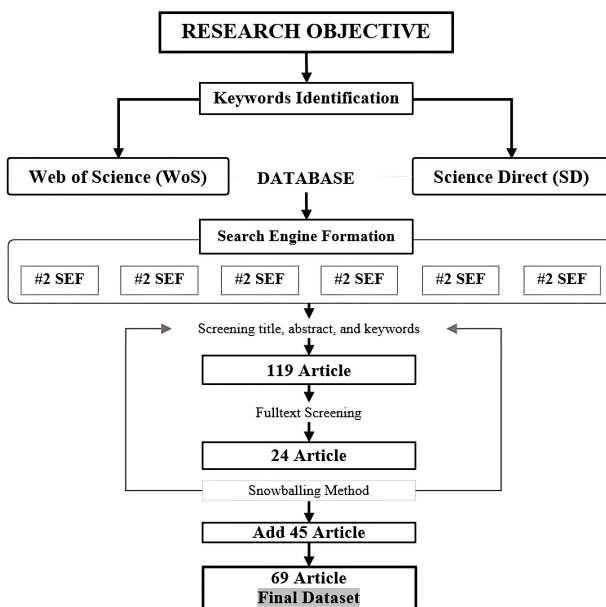 RESEARCH OBJECTIVE
Keywords Identification
Web of Science (WoS)
DATABASE
Science Direct (SD)
Search Engine Formation
#2 SEF
#2 SEF
#2 SEF
#2 SEF
#2 SEF
#2 SEF
Screening title, abstract, and keywords
119 Article
Fulltext Screening
24 Article
Snowballing Method
Add 45 Article
69 Article
Final Dataset